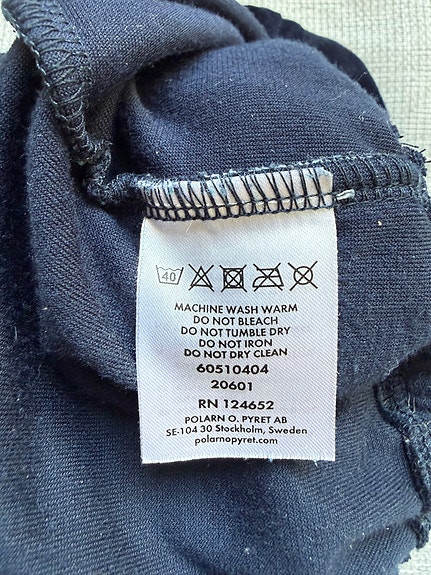 40
MACHINE WASH WARM
DO NOT BLEACH
DO NOT TUMBLE DRY
DO NOT IRON
DO NOT DRY CLEAN
60510404
20601
RN 124652
POLARN O. PYRET AB
SE-104 30 Stockholm, Sweden
polarnopyret.com